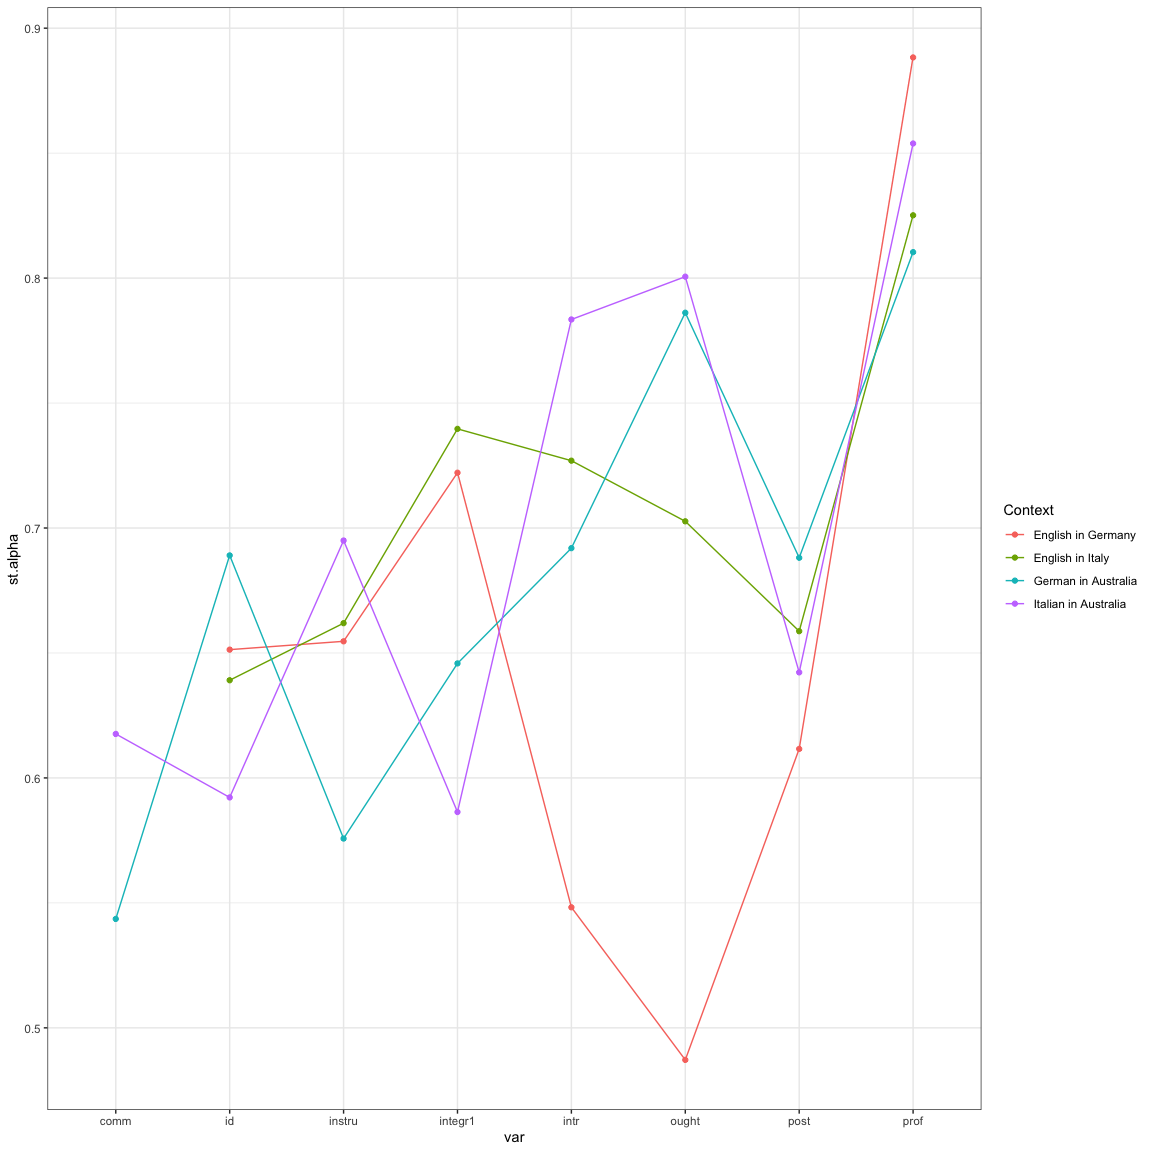 0.9
0.8
0.7
0.6
0.5
st.alpha
comm id instru integr1 intr ought post prof
var
Context
English in Germany
English in Italy
German in Australia
Italian in Australia